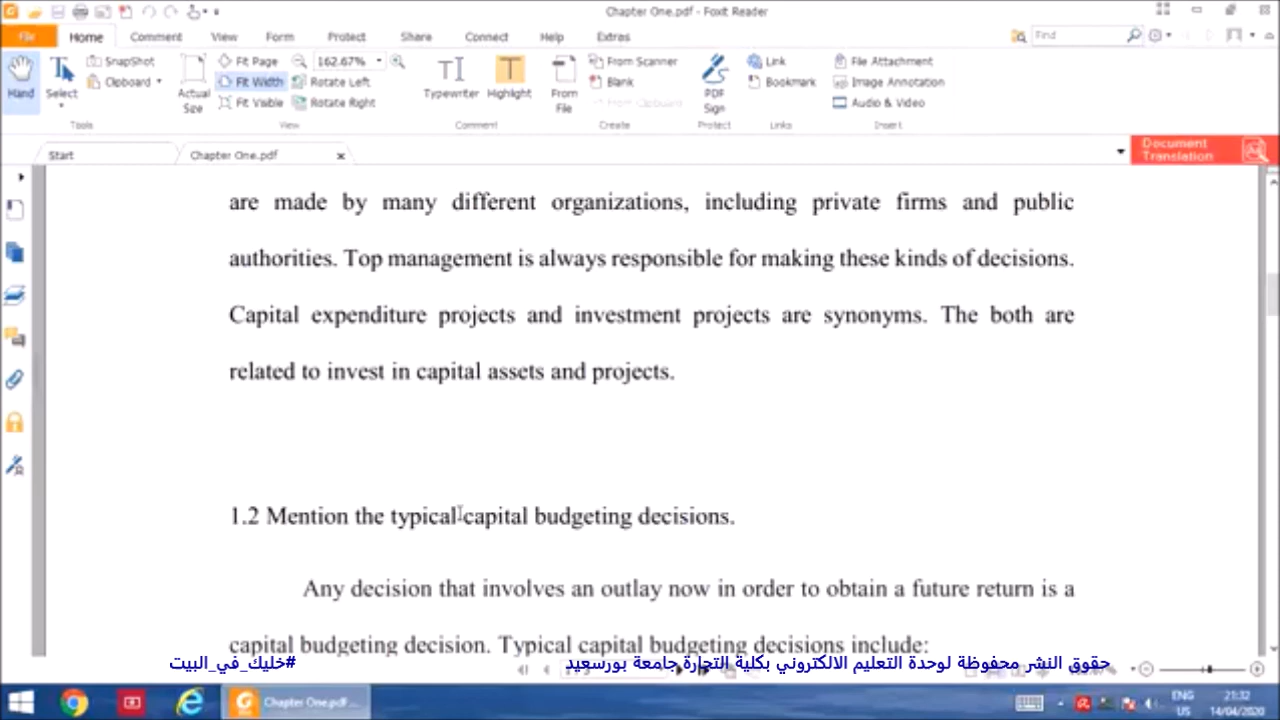 Chapter One.pdf - Foxit Reader
File Home Comment View Form Protect Share Connect Help Extras Find
Hand Select SnapShot Clipboard Actual Size Fit Page Fit Width Fit Visible 162.67% Rotate Left Rotate Right Typewriter Highlight From File From Scanner Blank From Clipboard PDF Sign Link Bookmark File Attachment Image Annotation Audio & Video
Tools View Comment Create Protect Links Insert
Start Chapter One.pdf Document Translation
are made by many different organizations, including private firms and public
authorities. Top management is always responsible for making these kinds of decisions.
Capital expenditure projects and investment projects are synonyms. The both are
related to invest in capital assets and projects.
1.2 Mention the typical capital budgeting decisions.
Any decision that involves an outlay now in order to obtain a future return is a
capital budgeting decision. Typical capital budgeting decisions include:
حقوق النشر محفوظة لوحدة التعليم الالكتروني بكلية التجارة جامعة بورسعيد
#خليك_في_البيت
Chapter One.pdf ...
ENG 21:32
US 14/04/2020